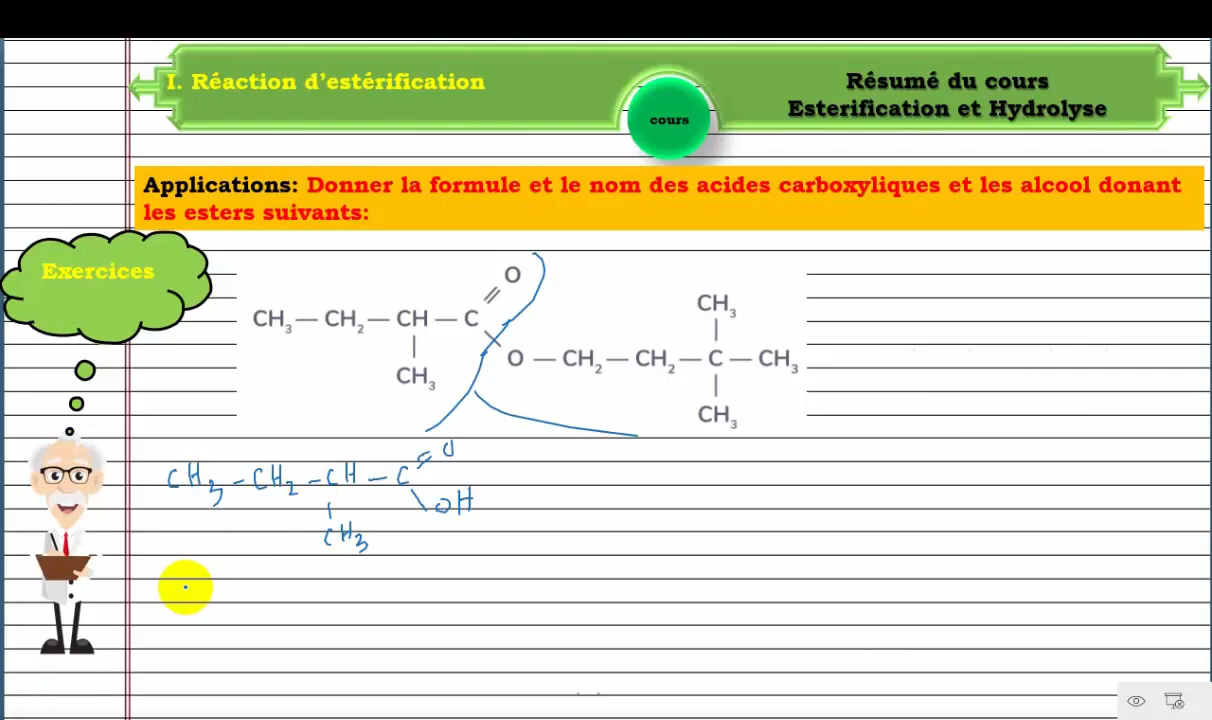 I. Réaction d'estérification
cours
Résumé du cours
Esterification et Hydrolyse
Applications: Donner la formule et le nom des acides carboxyliques et les alcool donant
les esters suivants:
Exercices
O
CH₃
CH₃ — CH₂ — CH — C
O — CH₂ — CH₂ — C — CH₃
CH₃
CH₃
O
CH₃ - CH₂ - CH - C
OH
CH₃